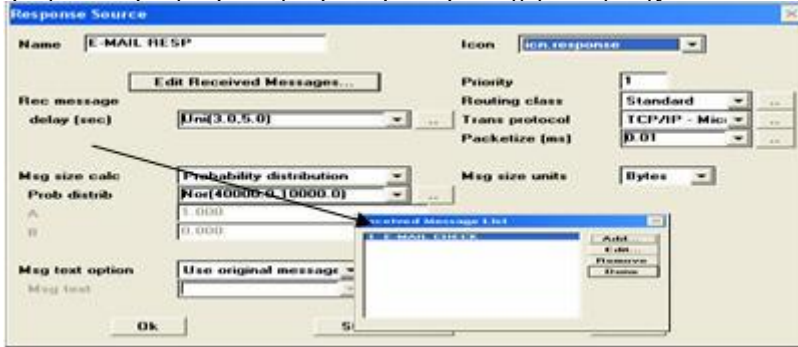 Response Source
Name E-MAIL RESP
Icon icn.response
Edit Received Messages...
Priority 1
Rec message
Routing class Standard ..
delay (sec) Uni(3.0,5.0) ..
Trans protocol TCP/IP - Mic ..
Packetize (ms) 0.01 ..
Msg size calc Probability distribution
Msg size units Bytes
Prob distrib Nor(40000.0,10000.0) ..
A 1.000
B 0.000
Received Message List
1 E-MAIL CHECK
Add...
Edit...
Remove
Done
Msg text option Use original message
Msg text
Ok